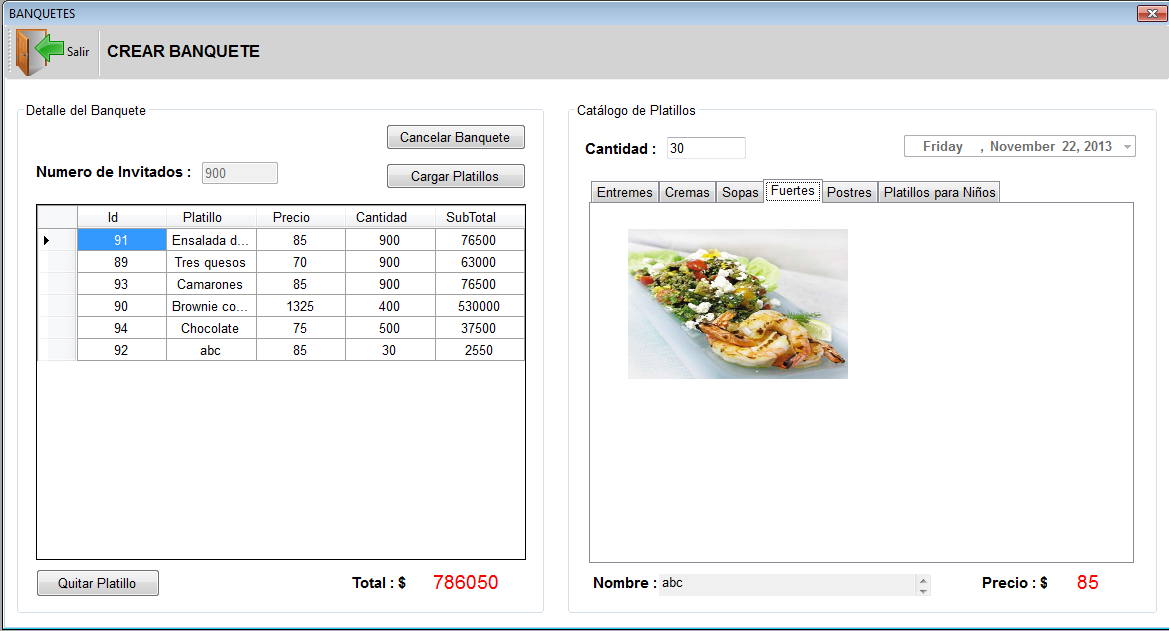 BANQUETES
Salir
CREAR BANQUETE
Detalle del Banquete
Cancelar Banquete
Numero de Invitados : 900
Cargar Platillos
Id Platillo Precio Cantidad SubTotal
91 Ensalada d... 85 900 76500
89 Tres quesos 70 900 63000
93 Camarones 85 900 76500
90 Brownie co... 1325 400 530000
94 Chocolate 75 500 37500
92 abc 85 30 2550
Quitar Platillo
Total : $ 786050
Catálogo de Platillos
Cantidad : 30
Friday , November 22, 2013
Entremes Cremas Sopas Fuertes Postres Platillos para Niños
Nombre : abc
Precio : $ 85